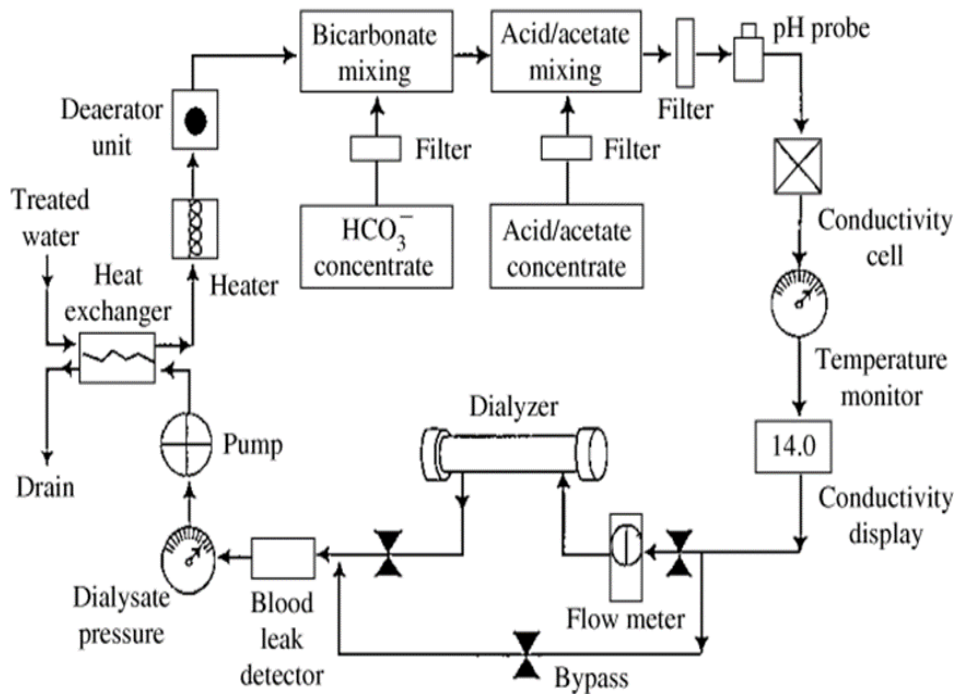 Bicarbonate
mixing
Acid/acetate
mixing
pH probe
Filter
Deaerator
unit
Filter
Filter
Treated
water
HCO₃⁻
concentrate
Acid/acetate
concentrate
Conductivity
cell
Heater
Heat
exchanger
Temperature
monitor
Dialyzer
Pump
14.0
Drain
Conductivity
display
Dialysate
pressure
Blood
leak
detector
Flow meter
Bypass